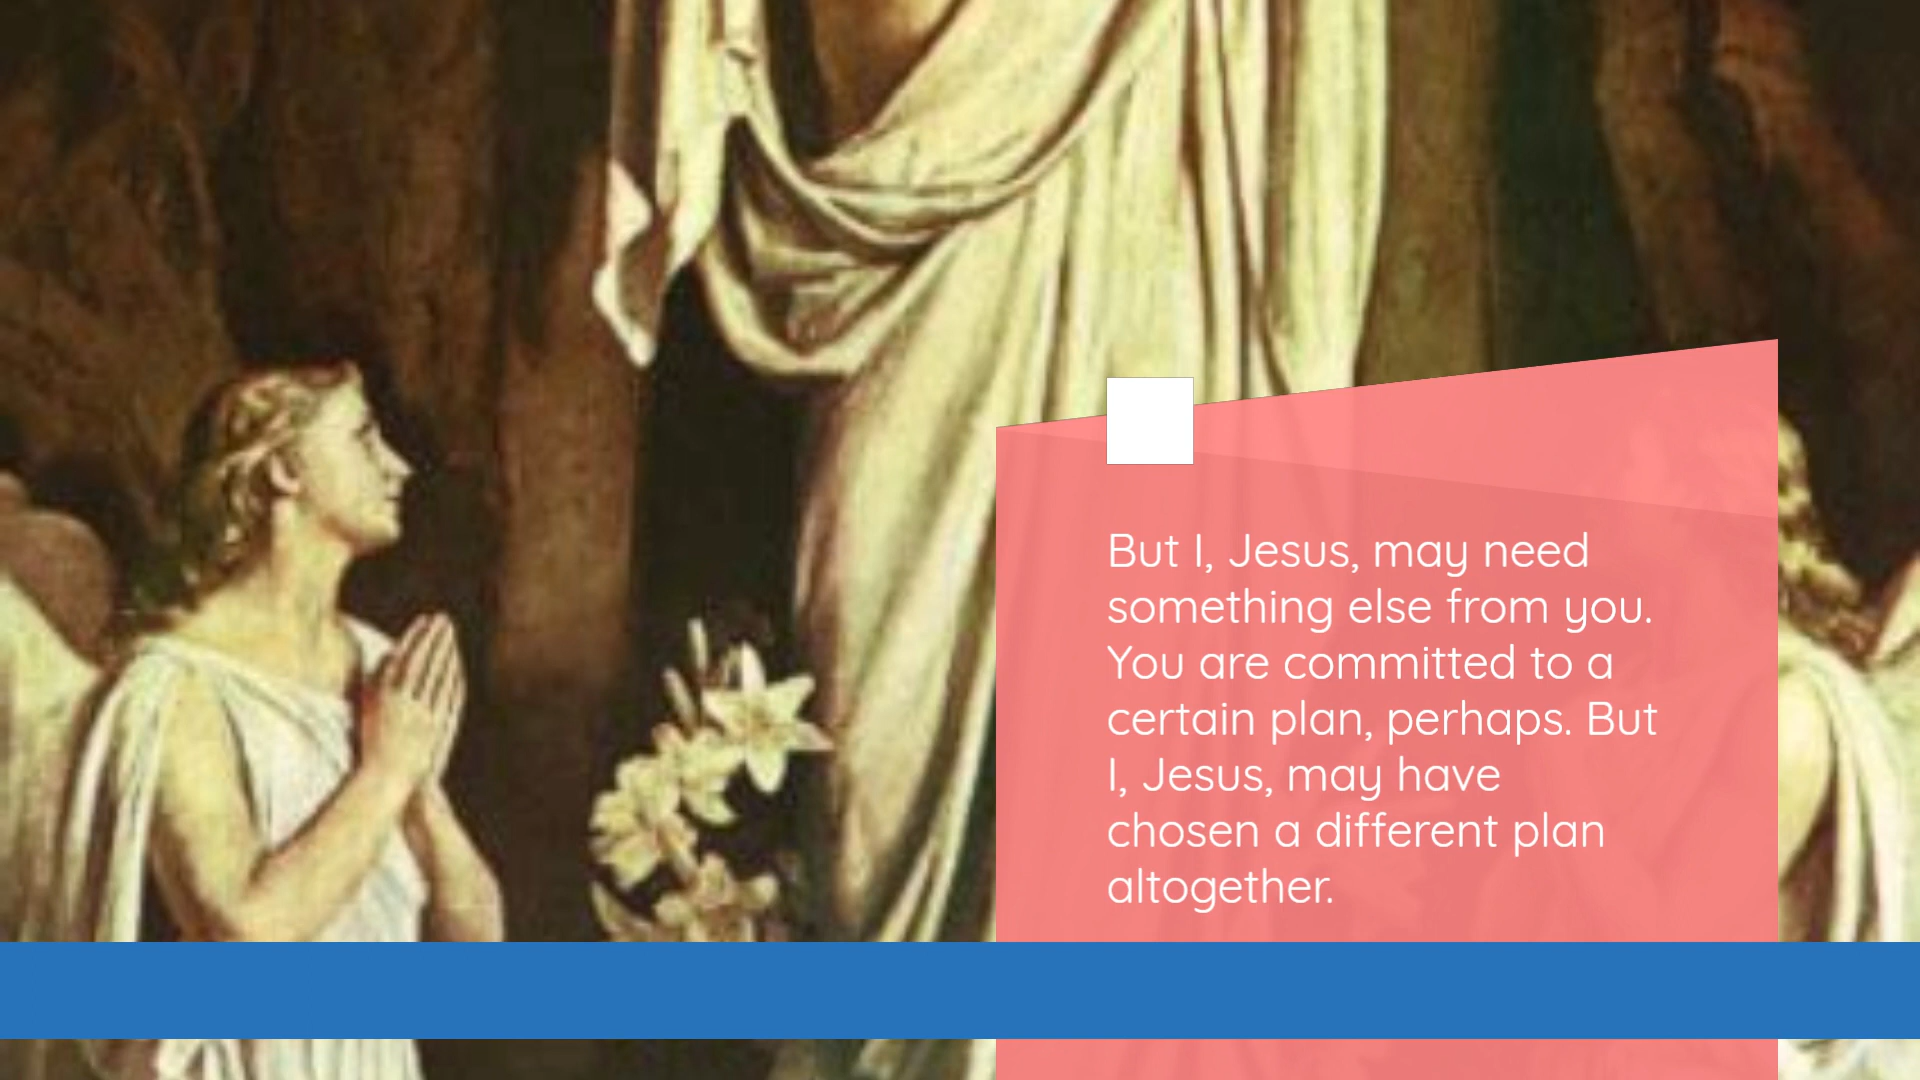 But I, Jesus, may need
something else from you.
You are committed to a
certain plan, perhaps. But
I, Jesus, may have
chosen a different plan
altogether.